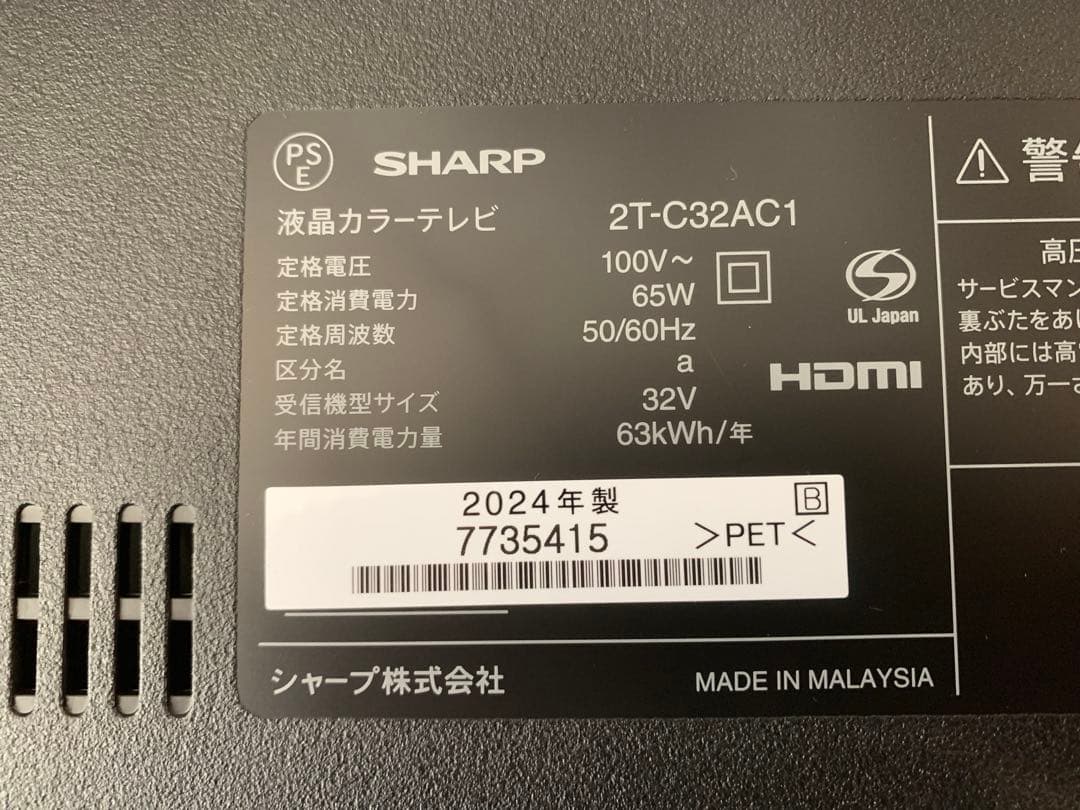 PSE
SHARP
液晶カラーテレビ 2T-C32AC1
定格電圧 100V～
定格消費電力 65W
定格周波数 50/60Hz
区分名 a
受信機型サイズ 32V
年間消費電力量 63kWh/年
UL Japan
HDMI
2024年製 B
7735415 >PET<
シャープ株式会社 MADE IN MALAYSIA
警
高
サービスマン
裏ぶたをあ
内部には高
あり、万一